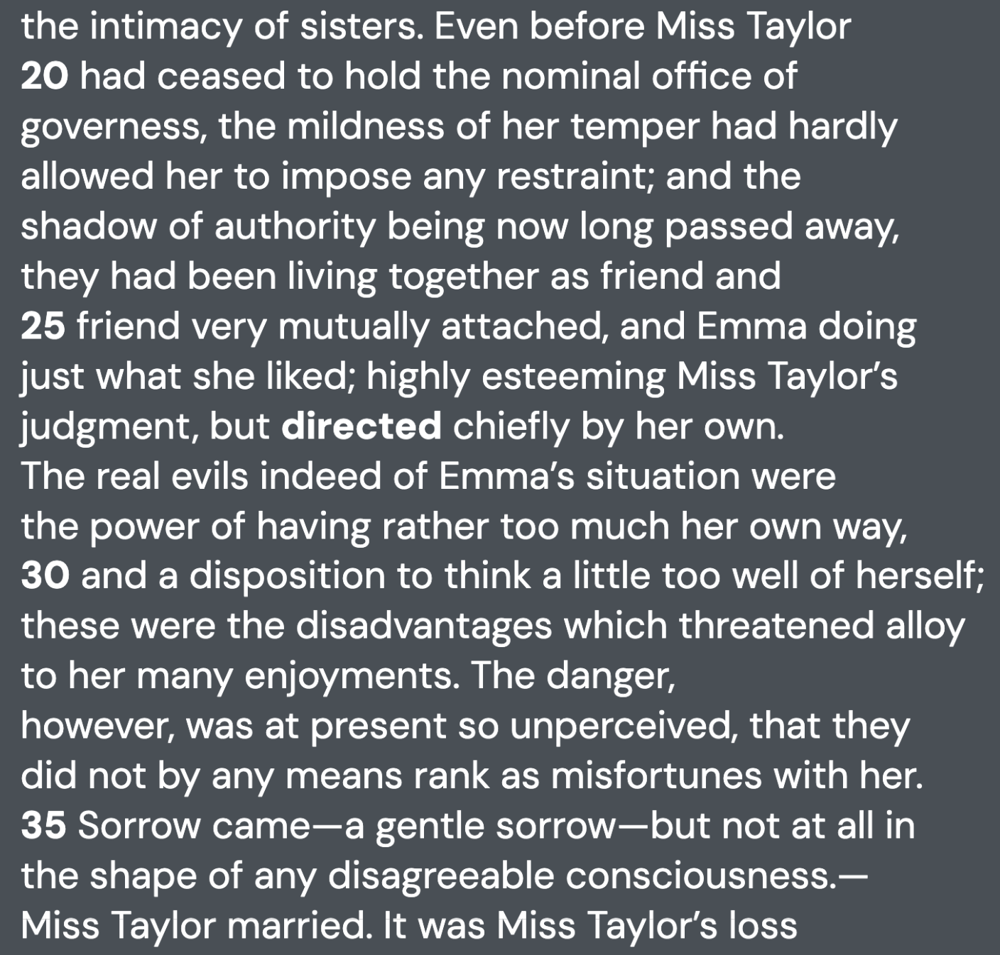 the intimacy of sisters. Even before Miss Taylor
20 had ceased to hold the nominal office of
governess, the mildness of her temper had hardly
allowed her to impose any restraint; and the
shadow of authority being now long passed away,
they had been living together as friend and
25 friend very mutually attached, and Emma doing
just what she liked; highly esteeming Miss Taylor’s
judgment, but directed chiefly by her own.
The real evils indeed of Emma’s situation were
the power of having rather too much her own way,
30 and a disposition to think a little too well of herself;
these were the disadvantages which threatened alloy
to her many enjoyments. The danger,
however, was at present so unperceived, that they
did not by any means rank as misfortunes with her.
35 Sorrow came—a gentle sorrow—but not at all in
the shape of any disagreeable consciousness.—
Miss Taylor married. It was Miss Taylor’s loss